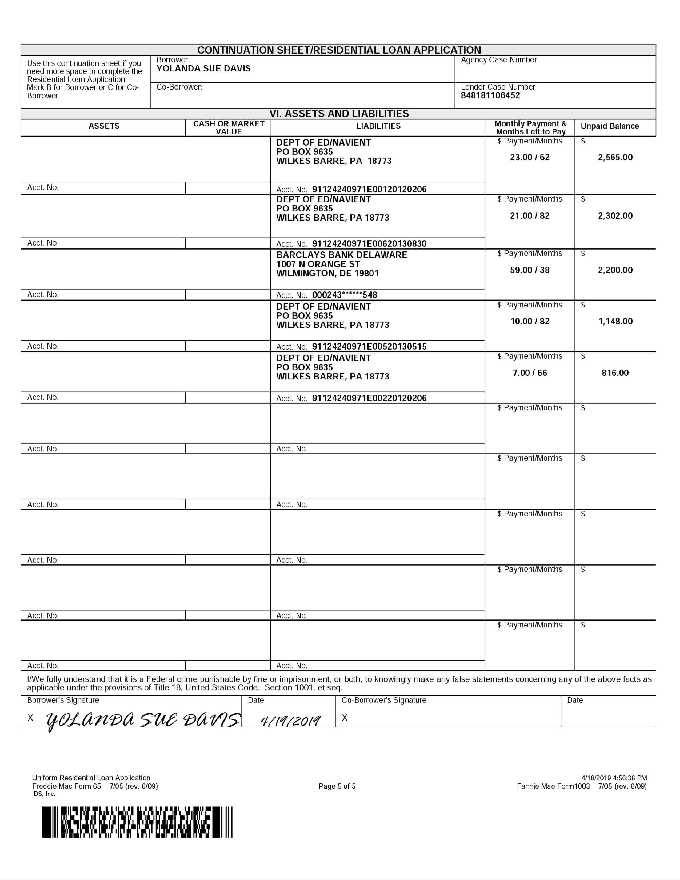 CONTINUATION SHEET/RESIDENTIAL LOAN APPLICATION
Use this continuation sheet if you
need more space to complete the
Residential Loan Application
Mark B for Borrower or C for Co-
Borrower.
Borrower:
YOLANDA SUE DAVIS
Agency Case Number
Co-Borrower:
Lender Case Number
848181106452
VI. ASSETS AND LIABILITIES
ASSETS
CASH OR MARKET
VALUE
LIABILITIES
Monthly Payment &
Months Left to Pay
Unpaid Balance
DEPT OF ED/NAVIENT
PO BOX 9635
WILKES BARRE, PA 18773
$ Payment/Months
23.00 / 62
$
2,565.00
Acct. No.
Acct. No. 91124240971E00120120206
DEPT OF ED/NAVIENT
PO BOX 9635
WILKES BARRE, PA 18773
$ Payment/Months
21.00 / 82
$
2,302.00
Acct. No.
Acct. No. 91124240971E00620130830
BARCLAYS BANK DELAWARE
1007 N ORANGE ST
WILMINGTON, DE 19801
$ Payment/Months
59.00 / 38
$
2,200.00
Acct. No.
Acct. No. 000243******548
DEPT OF ED/NAVIENT
PO BOX 9635
WILKES BARRE, PA 18773
$ Payment/Months
10.00 / 82
$
1,148.00
Acct. No.
Acct. No. 91124240971E00520130515
DEPT OF ED/NAVIENT
PO BOX 9635
WILKES BARRE, PA 18773
$ Payment/Months
7.00 / 66
$
816.00
Acct. No.
Acct. No. 91124240971E00220120206
$ Payment/Months
$
Acct. No.
Acct. No.
$ Payment/Months
$
Acct. No.
Acct. No.
$ Payment/Months
$
Acct. No.
Acct. No.
$ Payment/Months
$
Acct. No.
Acct. No.
$ Payment/Months
$
Acct. No.
Acct. No.
I/We fully understand that it is a Federal crime punishable by fine or imprisonment, or both, to knowingly make any false statements concerning any of the above facts as
applicable under the provisions of Title 18, United States Code, Section 1001, et seq.
Borrower's Signature
Date
Co-Borrower's Signature
Date
X YOLANDA SUE DAVIS
4/19/2019
X
Uniform Residential Loan Application
Freddie Mac Form 65 7/05 (rev. 6/09)
IDS, Inc.
Page 5 of 5
Fannie Mae Form1003 7/05 (rev. 6/09)